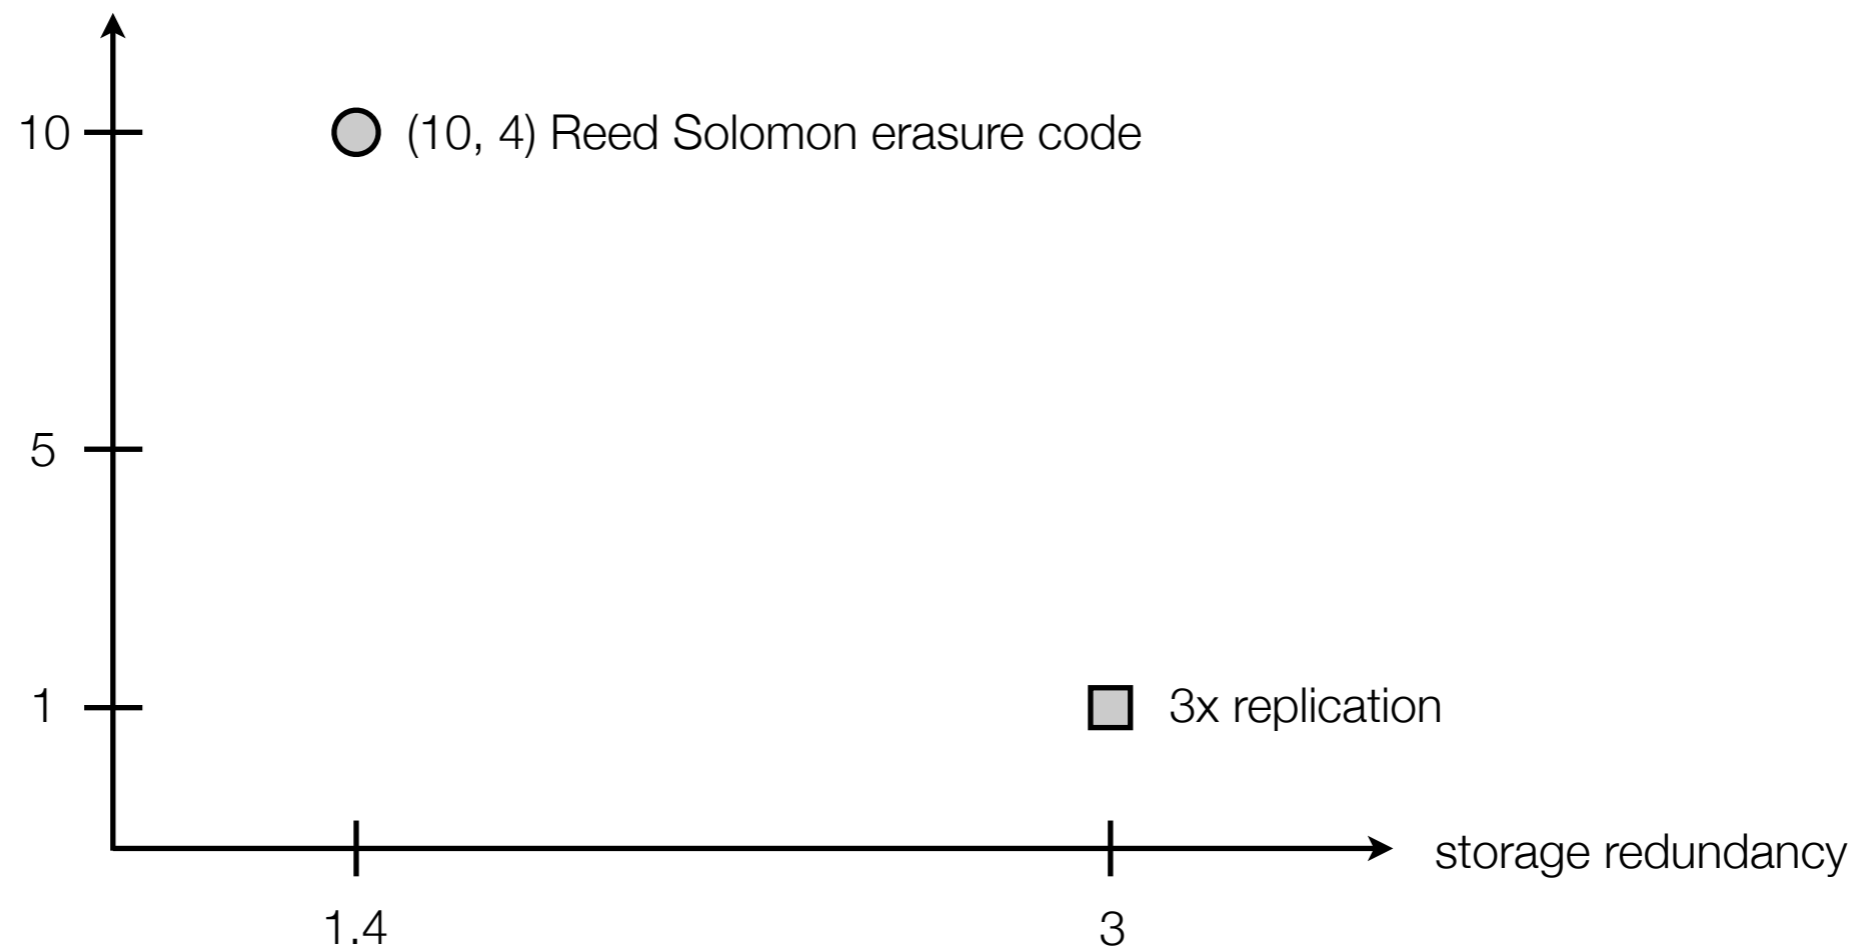 10
(10, 4) Reed Solomon erasure code
5
1
3x replication
storage redundancy
1.4
3